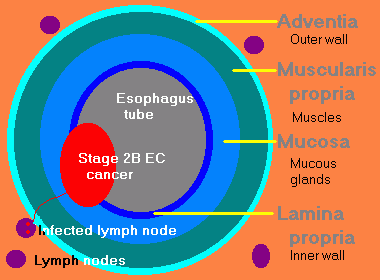 Adventia
Outer wall
Muscularis
propria
Muscles
Esophagus
tube
Mucosa
Mucous
glands
Stage 2B EC
cancer
Lamina
propria
Inner wall
Infected lymph node
Lymph nodes